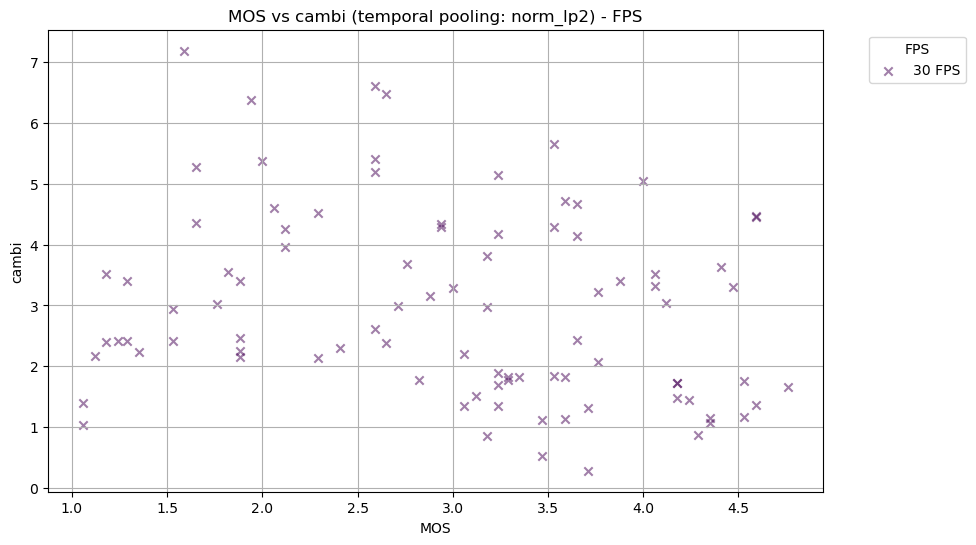 MOS vs cambi (temporal pooling: norm_lp2) - FPS
FPS
30 FPS
7
6
5
4
3
2
1
0
cambi
1.0 1.5 2.0 2.5 3.0 3.5 4.0 4.5
MOS